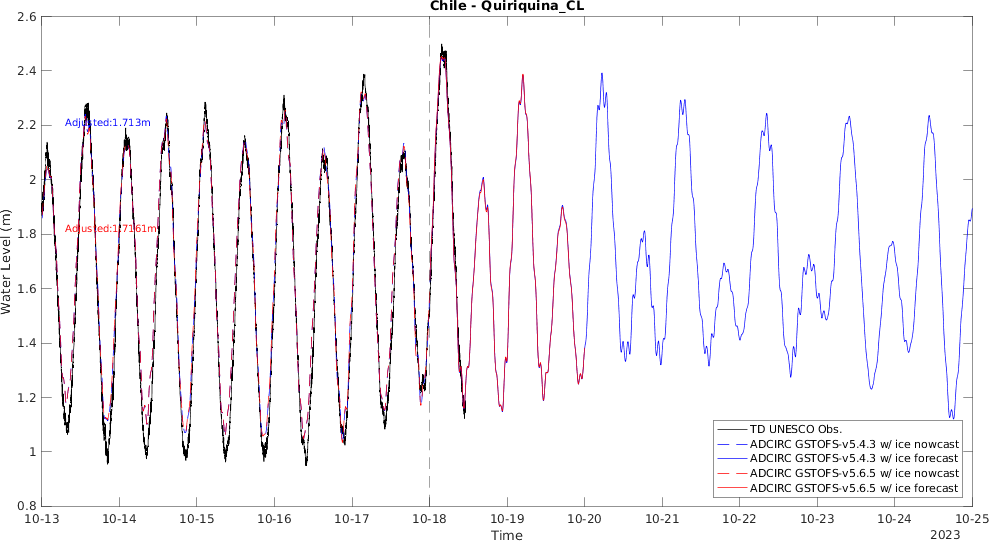 Chile - Quiriquina_CL
2.6
2.4
2.2
2
1.8
1.6
1.4
1.2
1
0.8
Water Level (m)
Adjusted:1.713m
Adjusted:1.7161m
TD UNESCO Obs.
ADCIRC GSTOFS-v5.4.3 w/ ice nowcast
ADCIRC GSTOFS-v5.4.3 w/ ice forecast
ADCIRC GSTOFS-v5.6.5 w/ ice nowcast
ADCIRC GSTOFS-v5.6.5 w/ ice forecast
10-13 10-14 10-15 10-16 10-17 10-18 10-19 10-20 10-21 10-22 10-23 10-24 10-25
Time
2023